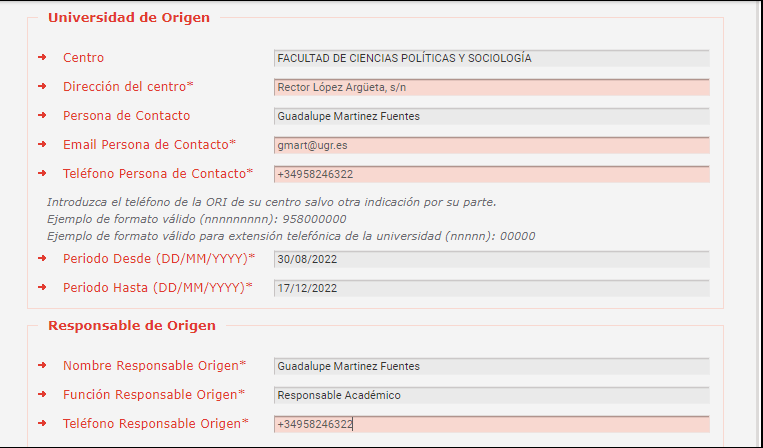 Universidad de Origen
Centro FACULTAD DE CIENCIAS POLÍTICAS Y SOCIOLOGÍA
Dirección del centro* Rector López Argüeta, s/n
Persona de Contacto Guadalupe Martinez Fuentes
Email Persona de Contacto* gmart@ugr.es
Teléfono Persona de Contacto* +34958246322
Introduzca el teléfono de la ORI de su centro salvo otra indicación por su parte.
Ejemplo de formato válido (nnnnnnnnn): 958000000
Ejemplo de formato válido para extensión telefónica de la universidad (nnnnn): 00000
Periodo Desde (DD/MM/YYYY)* 30/08/2022
Periodo Hasta (DD/MM/YYYY)* 17/12/2022
Responsable de Origen
Nombre Responsable Origen* Guadalupe Martinez Fuentes
Función Responsable Origen* Responsable Académico
Teléfono Responsable Origen* +34958246322